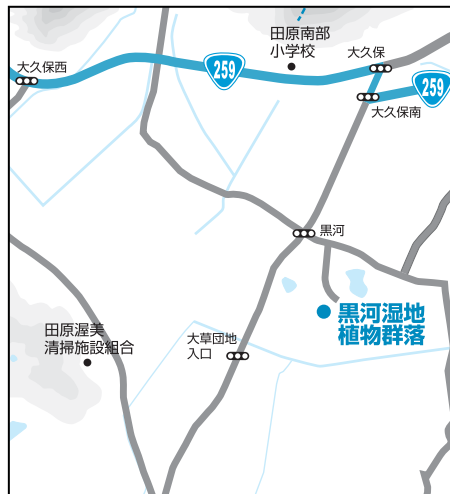 田原南部
小学校
大久保
大久保西
259
259
大久保南
黒河
黒河湿地
植物群落
田原渥美
清掃施設組合
大草団地
入口